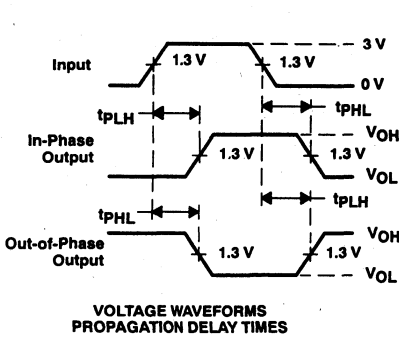 3 V
Input
1.3 V
1.3 V
0 V
tPLH
tPHL
In-Phase
Output
VOH
1.3 V
1.3 V
VOL
tPHL
tPLH
Out-of-Phase
Output
VOH
1.3 V
1.3 V
VOL
VOLTAGE WAVEFORMS
PROPAGATION DELAY TIMES